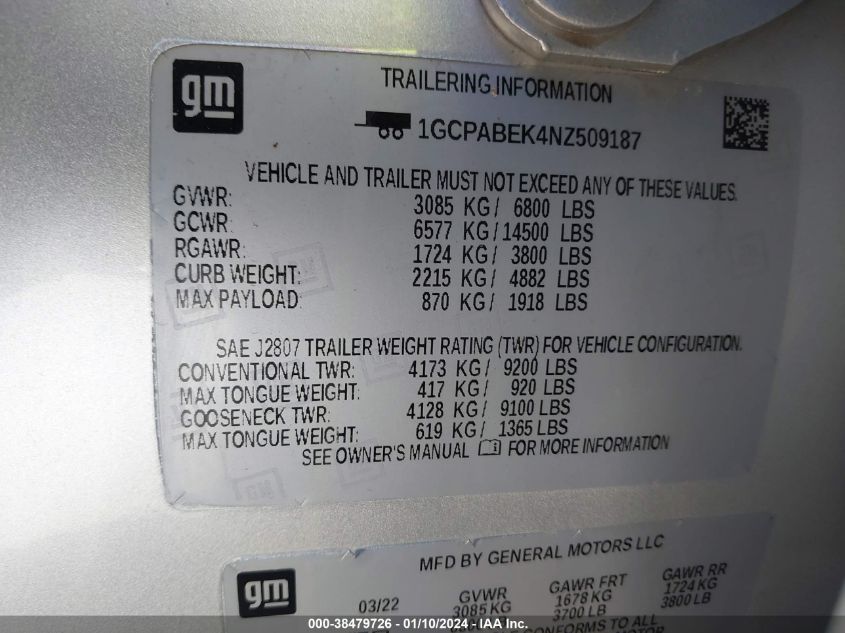 gm
TRAILERING INFORMATION
1GCPABEK4NZ509187
VEHICLE AND TRAILER MUST NOT EXCEED ANY OF THESE VALUES.
GVWR: 3085 KG/ 6800 LBS
GCWR: 6577 KG/14500 LBS
RGAWR: 1724 KG/ 3800 LBS
CURB WEIGHT: 2215 KG/ 4882 LBS
MAX PAYLOAD: 870 KG/ 1918 LBS
SAE J2807 TRAILER WEIGHT RATING (TWR) FOR VEHICLE CONFIGURATION.
CONVENTIONAL TWR: 4173 KG/ 9200 LBS
MAX TONGUE WEIGHT: 417 KG/ 920 LBS
GOOSENECK TWR: 4128 KG/ 9100 LBS
MAX TONGUE WEIGHT: 619 KG/ 1365 LBS
SEE OWNER'S MANUAL FOR MORE INFORMATION
MFD BY GENERAL MOTORS LLC
gm
03/22 GVWR GAWR FRT GAWR RR
3085 KG 1678 KG 1724 KG
3700 LB 3800 LB
CONFORMS TO ALL
000-38479726 - 01/10/2024 - IAA Inc.